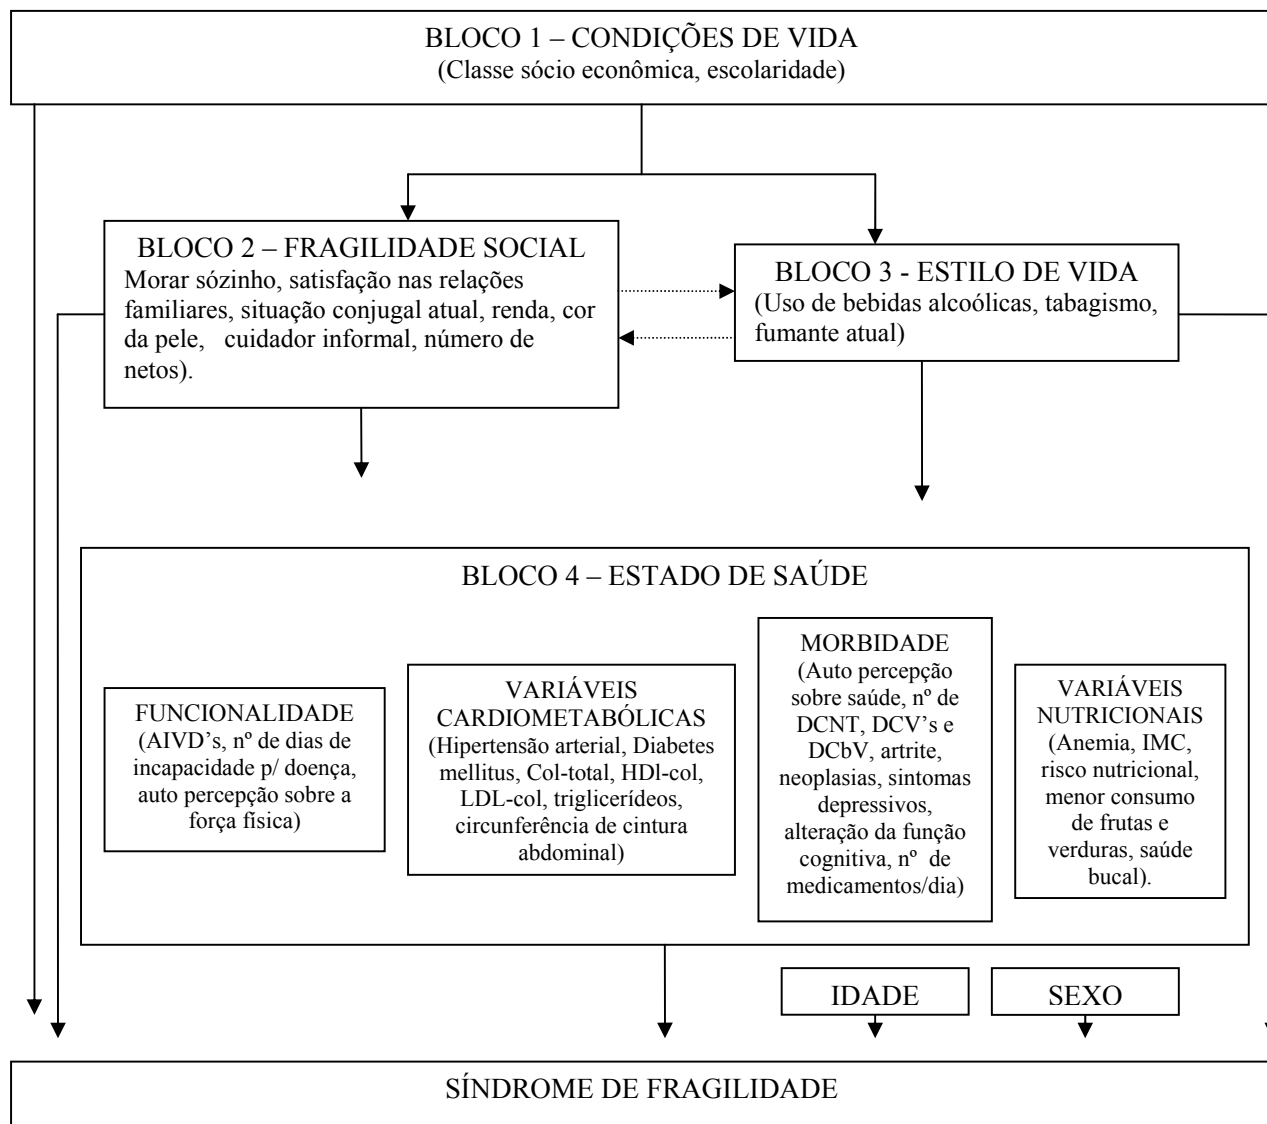 BLOCO 1 – CONDIÇÕES DE VIDA
(Classe sócio econômica, escolaridade)
BLOCO 2 – FRAGILIDADE SOCIAL
Morar sózinho, satisfação nas relações
familiares, situação conjugal atual, renda, cor
da pele, cuidador informal, número de
netos).
BLOCO 3 - ESTILO DE VIDA
(Uso de bebidas alcoólicas, tabagismo,
fumante atual)
BLOCO 4 – ESTADO DE SAÚDE
FUNCIONALIDADE
(AIVD’s, nº de dias de
incapacidade p/ doença,
auto percepção sobre a
força física)
VARIÁVEIS
CARDIOMETABÓLICAS
(Hipertensão arterial, Diabetes
mellitus, Col-total, HDl-col,
LDL-col, triglicerídeos,
circunferência de cintura
abdominal)
MORBIDADE
(Auto percepção
sobre saúde, nº de
DCNT, DCV’s e
DCbV, artrite,
neoplasias, sintomas
depressivos,
alteração da função
cognitiva, nº de
medicamentos/dia)
VARIÁVEIS
NUTRICIONAIS
(Anemia, IMC,
risco nutricional,
menor consumo
de frutas e
verduras, saúde
bucal).
IDADE
SEXO
SÍNDROME DE FRAGILIDADE